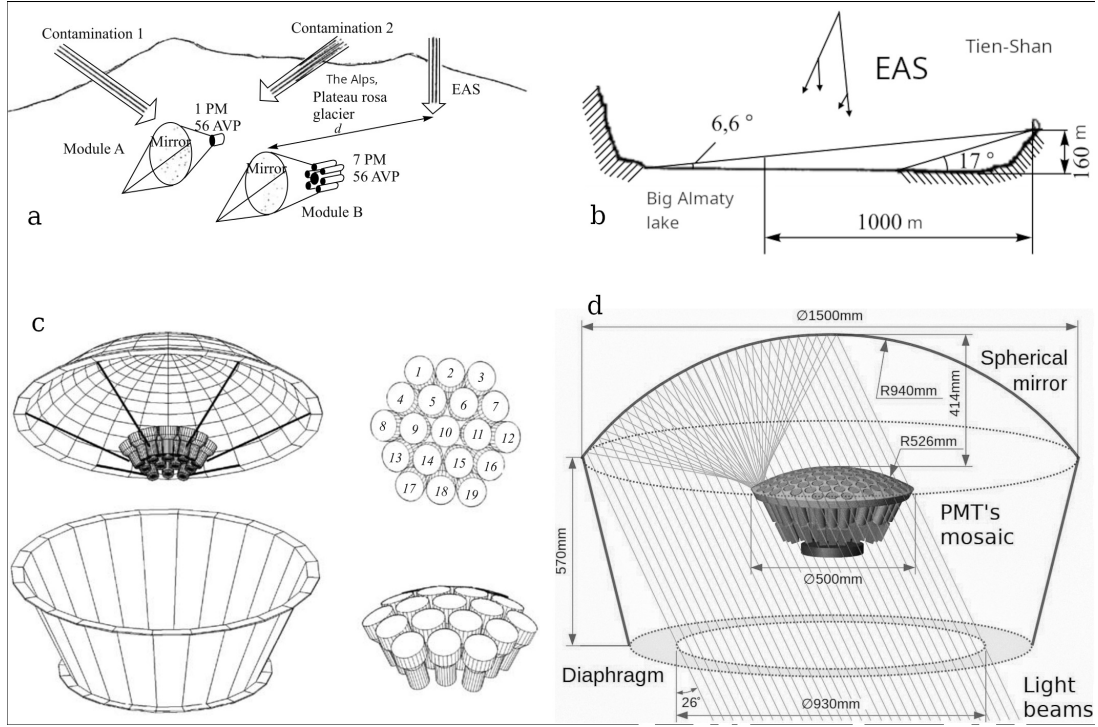 Contamination 1
Contamination 2
The Alps,
Plateau rosa
glacier
d
EAS
1 PM
56 AVP
Mirror
Module A
Mirror
7 PM
56 AVP
Module B
a
EAS
Tien-Shan
6,6 °
17 °
160 m
Big Almaty
lake
1000 m
b
c
1 2 3
4 5 6 7
8 9 10 11 12
13 14 15 16
17 18 19
d
∅1500mm
Spherical
mirror
R940mm
414mm
R526mm
PMT's
mosaic
570mm
∅500mm
Diaphragm
26°
∅930mm
Light
beams